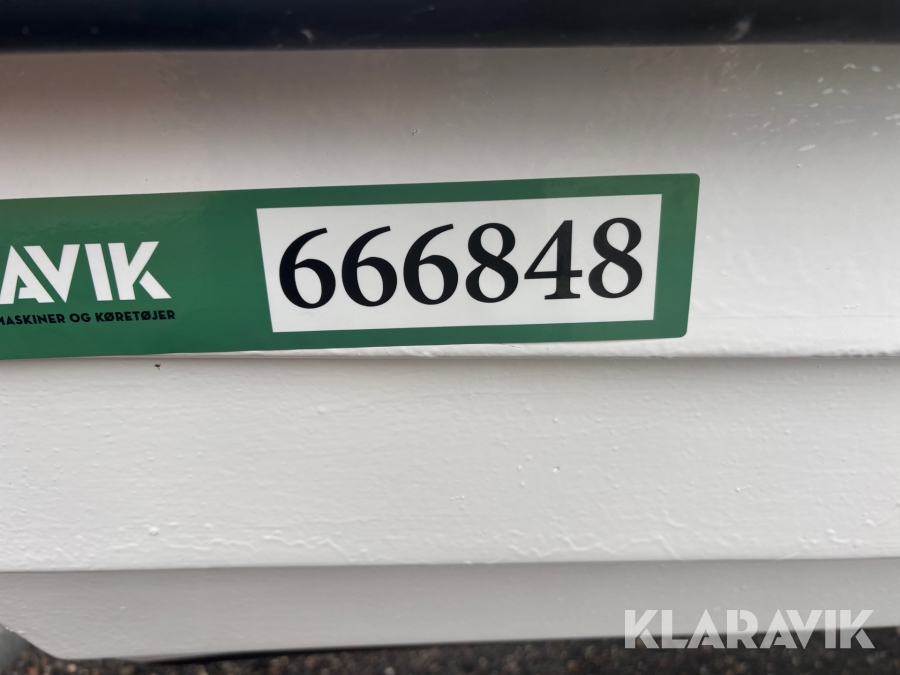 AVIK
MASKINER OG KØRETØJER
666848
KLARAVIK